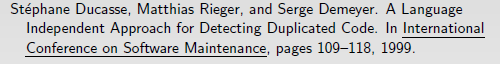 Stéphane Ducasse, Matthias Rieger, and Serge Demeyer. A Language
Independent Approach for Detecting Duplicated Code. In International
Conference on Software Maintenance, pages 109–118, 1999.